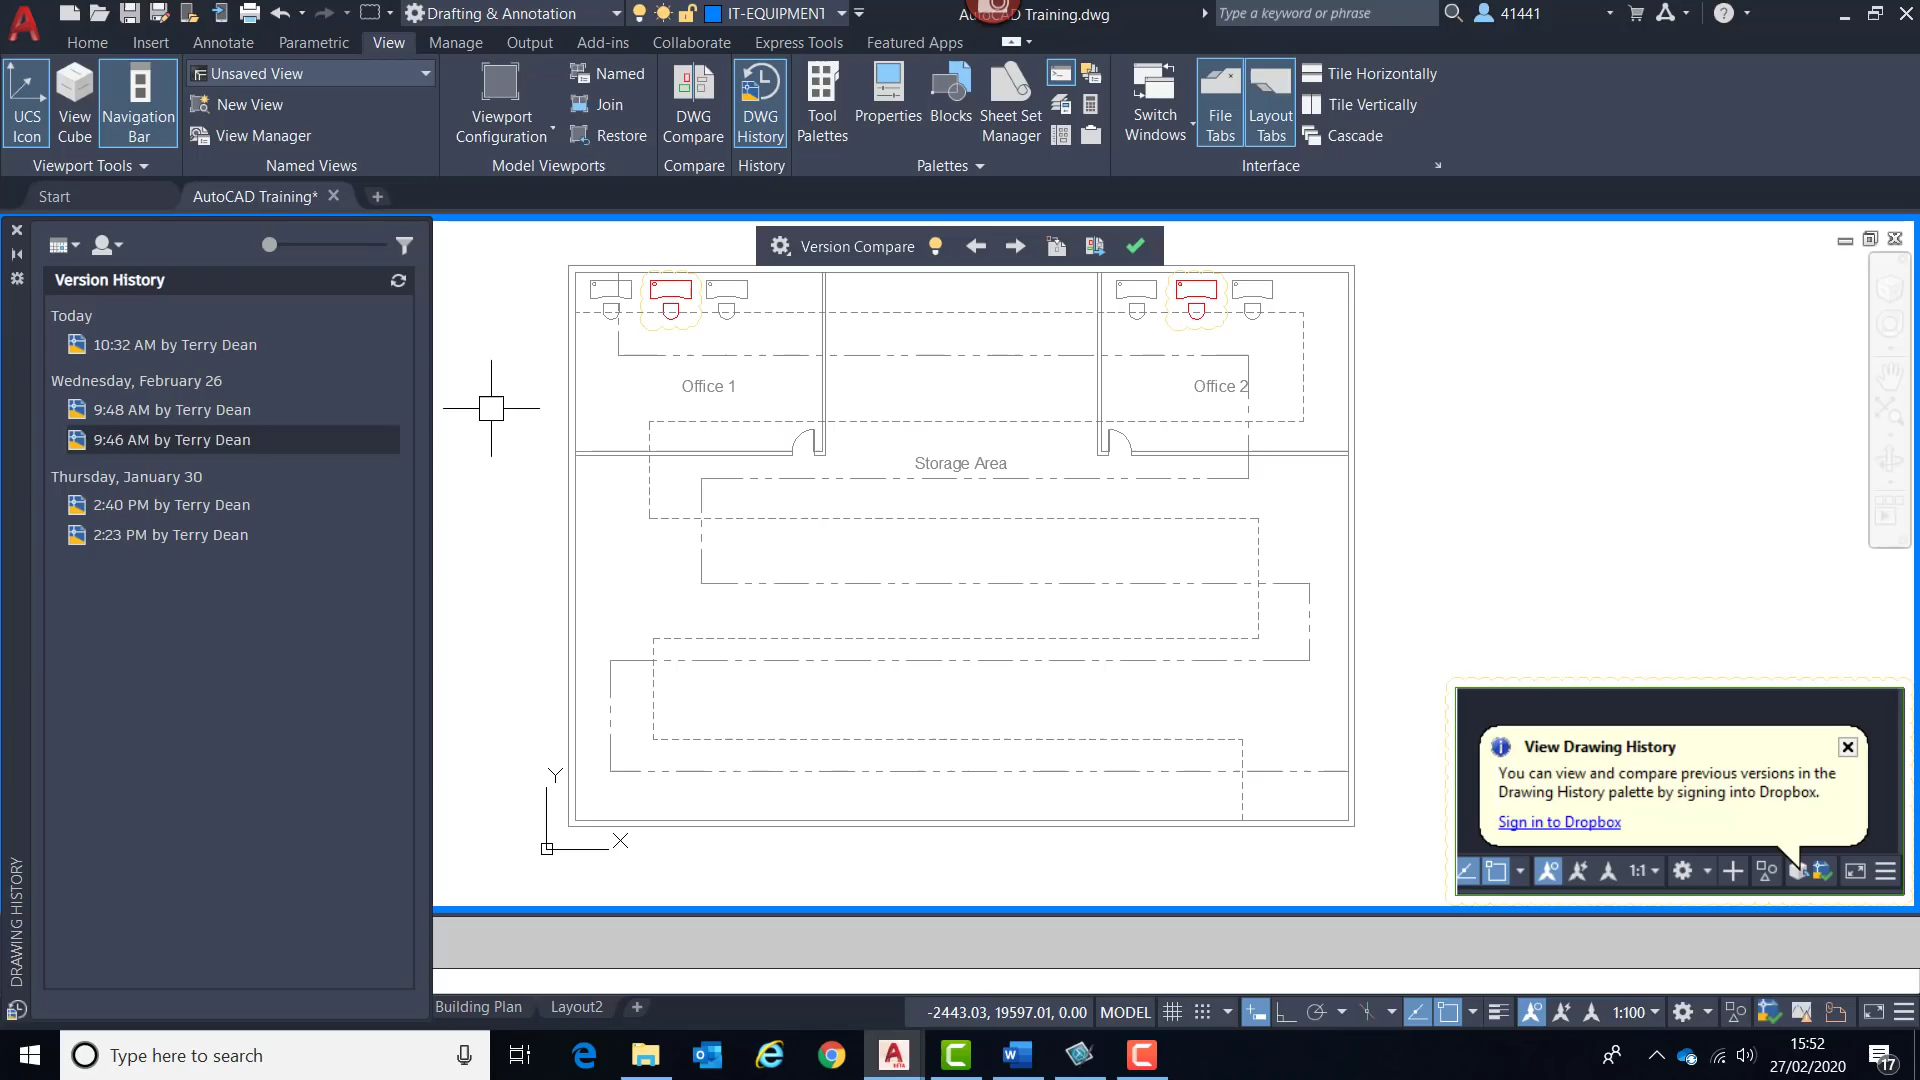 Drafting & Annotation
IT-EQUIPMENT
AutoCAD Training.dwg
Type a keyword or phrase
41441
Home
Insert
Annotate
Parametric
View
Manage
Output
Add-ins
Collaborate
Express Tools
Featured Apps
UCS
Icon
View
Cube
Navigation
Bar
Viewport Tools
Unsaved View
New View
View Manager
Named Views
Viewport
Configuration
Named
Join
Restore
Model Viewports
DWG
Compare
Compare
DWG
History
History
Tool
Palettes
Properties
Blocks
Sheet Set
Manager
Palettes
Switch
Windows
File
Tabs
Layout
Tabs
Tile Horizontally
Tile Vertically
Cascade
Interface
Start
AutoCAD Training*
Version Compare
Version History
Today
10:32 AM by Terry Dean
Wednesday, February 26
9:48 AM by Terry Dean
9:46 AM by Terry Dean
Thursday, January 30
2:40 PM by Terry Dean
2:23 PM by Terry Dean
DRAWING HISTORY
Office 1
Office 2
Storage Area
Y
X
View Drawing History
You can view and compare previous versions in the
Drawing History palette by signing into Dropbox.
Sign in to Dropbox
1:1
Building Plan
Layout2
-2443.03, 19597.01, 0.00
MODEL
1:100
Type here to search
15:52
27/02/2020
17